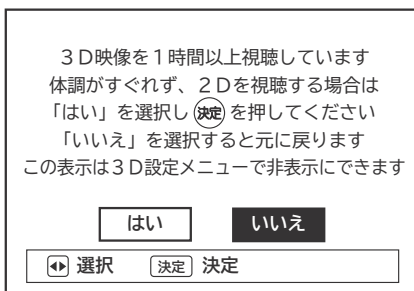 ３Ｄ映像を１時間以上視聴しています
体調がすぐれず、２Ｄを視聴する場合は
「はい」を選択し決定を押してください
「いいえ」を選択すると元に戻ります
この表示は３Ｄ設定メニューで非表示にできます
はい いいえ
選択 決定 決定